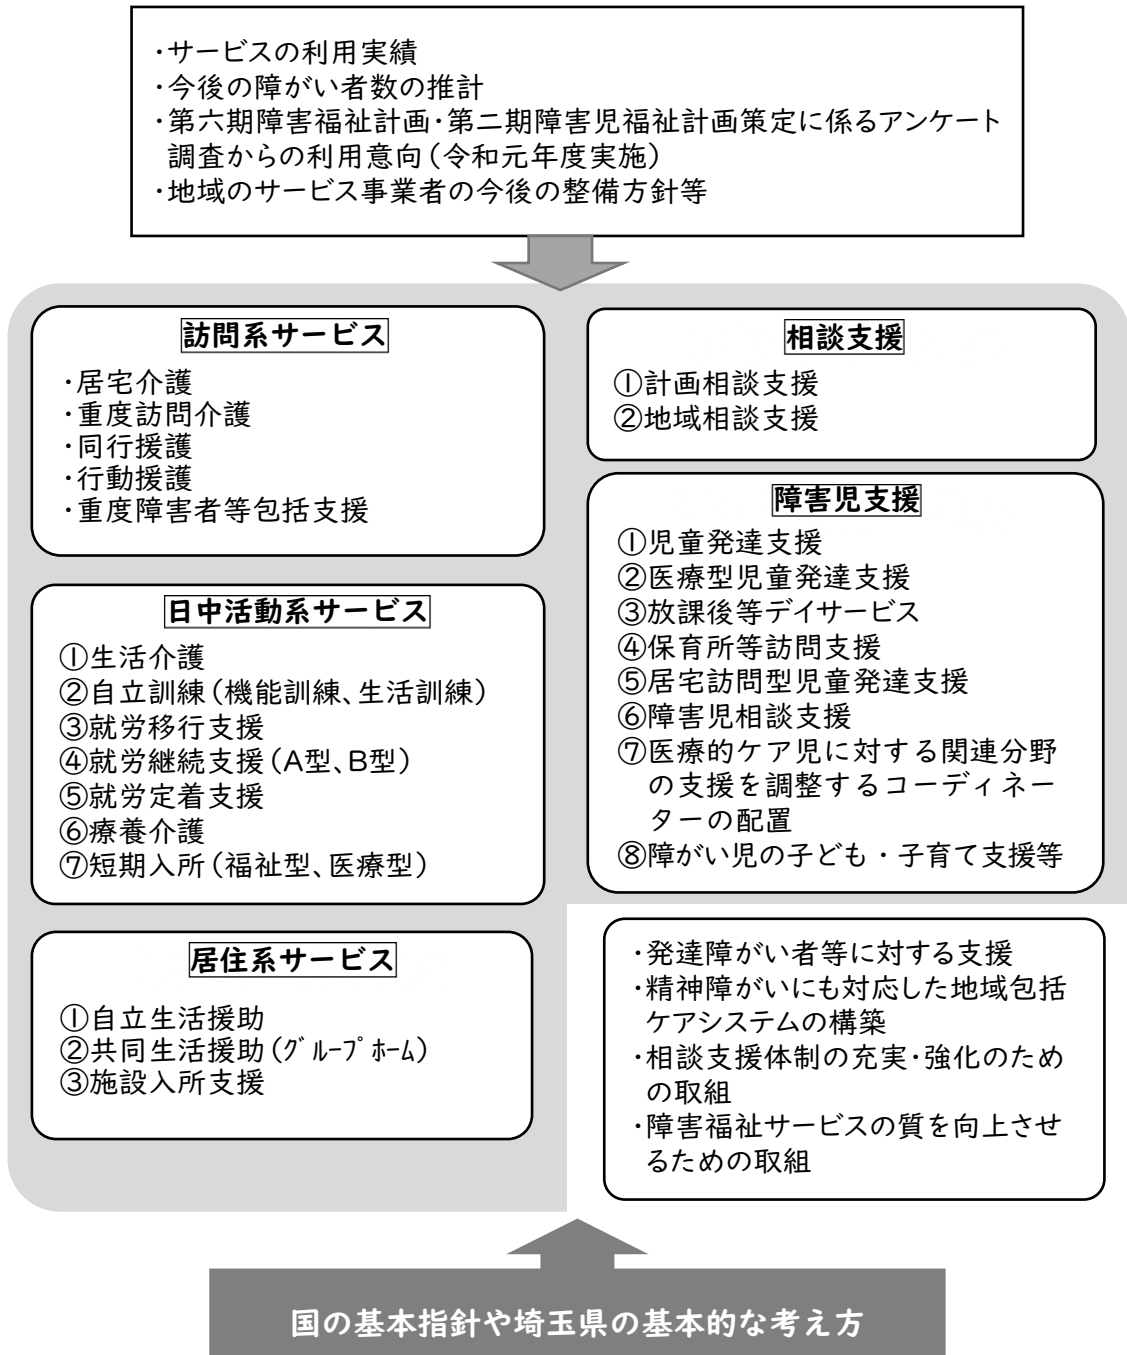 ・サービスの利用実績
・今後の障がい者数の推計
・第六期障害福祉計画・第二期障害児福祉計画策定に係るアンケート
調査からの利用意向（令和元年度実施）
・地域のサービス事業者の今後の整備方針等
訪問系サービス
・居宅介護
・重度訪問介護
・同行援護
・行動援護
・重度障害者等包括支援
日中活動系サービス
①生活介護
②自立訓練（機能訓練、生活訓練）
③就労移行支援
④就労継続支援（A型、B型）
⑤就労定着支援
⑥療養介護
⑦短期入所（福祉型、医療型）
居住系サービス
①自立生活援助
②共同生活援助（ｸﾞﾙｰﾌﾟﾎｰﾑ）
③施設入所支援
相談支援
①計画相談支援
②地域相談支援
障害児支援
①児童発達支援
②医療型児童発達支援
③放課後等デイサービス
④保育所等訪問支援
⑤居宅訪問型児童発達支援
⑥障害児相談支援
⑦医療的ケア児に対する関連分野
の支援を調整するコーディネー
ターの配置
⑧障がい児の子ども・子育て支援等
・発達障がい者等に対する支援
・精神障がいにも対応した地域包括
ケアシステムの構築
・相談支援体制の充実・強化のため
の取組
・障害福祉サービスの質を向上させ
るための取組
国の基本指針や埼玉県の基本的な考え方